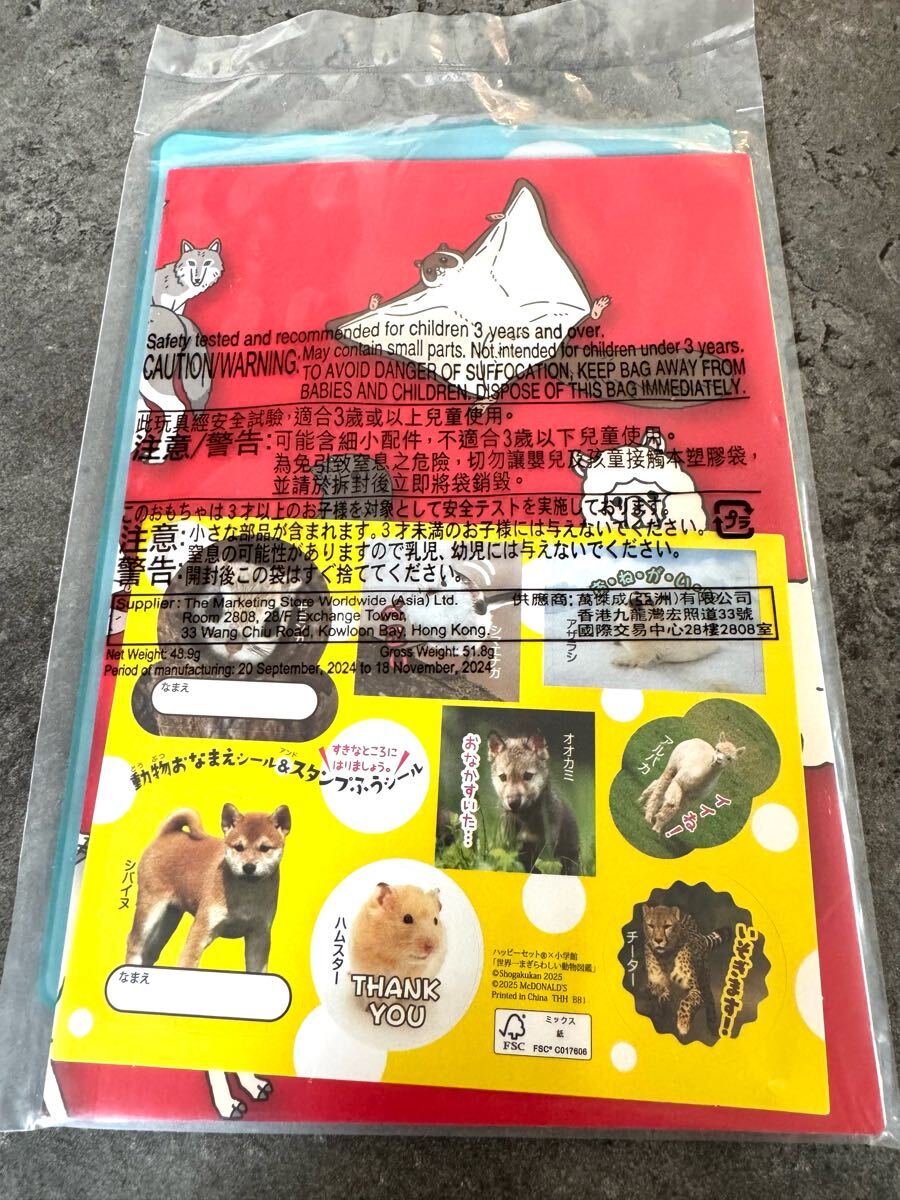 Safety tested and recommended for children 3 years and over.
CAUTION/WARNING: May contain small parts. Not intended for children under 3 years.
TO AVOID DANGER OF SUFFOCATION, KEEP BAG AWAY FROM
BABIES AND CHILDREN. DISPOSE OF THIS BAG IMMEDIATELY.
此玩具經安全試驗，適合3歲或以上兒童使用。
注意/警告:可能含細小配件，不適合3歲以下兒童使用。
為免引致窒息之危險，切勿讓嬰兒及孩童接觸本塑膠袋，
並請於拆封後立即將袋銷毀。
このおもちゃは3才以上のお子様を対象として安全テストを実施しております。
注意:小さな部品が含まれます。3才未満のお子様には与えないでください。
警告:窒息の可能性がありますので乳児、幼児には与えないでください。
開封後この袋はすぐ捨ててください。
プラ
Supplier: The Marketing Store Worldwide (Asia) Ltd.
Room 2808, 28/F Exchange Tower,
33 Wang Chiu Road, Kowloon Bay, Hong Kong.
供應商:萬傑成(亞洲)有限公司
香港九龍灣宏照道33號
國際交易中心28樓2808室
Net Weight: 48.9g
Gross Weight: 51.8g
Period of manufacturing: 20 September, 2024 to 18 November, 2024
お・ね・が・い
アザラシ
なまえ
動物おなまえシール&スタンプふうシール
どうぶつ
アンド
すきなところに
はりましょう。
オオカミ
おなかすいた…
アルパカ
イイね!
シバイヌ
なまえ
ハムスター
THANK
YOU
チーター
ハッピーセット®×小学館
「世界一まぎらわしい動物図鑑」
©Shogakukan 2025
©2025 McDONALD'S
Printed in China THH B81
FSC
ミックス
紙
FSC® C017606